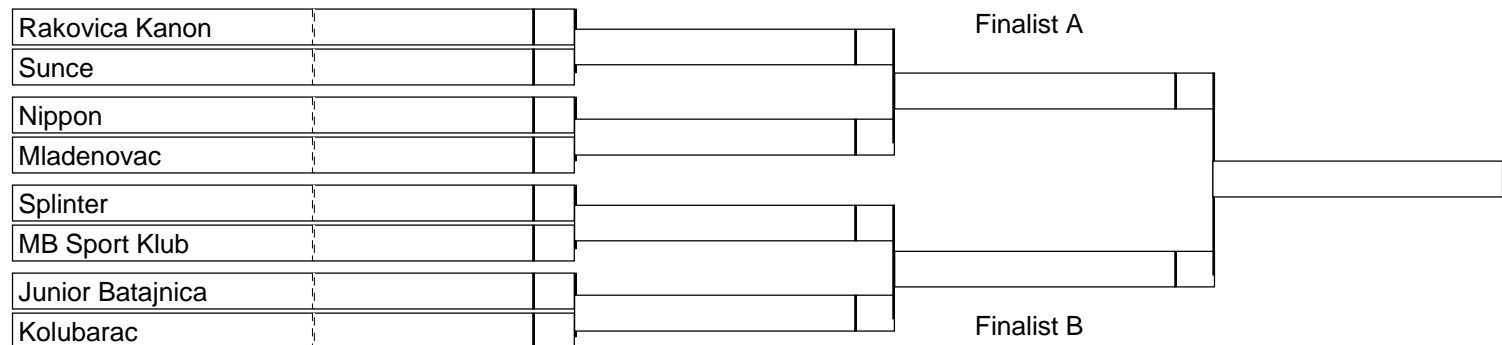 Rakovica Kanon
Finalist A
Sunce
Nippon
Mladenovac
Splinter
MB Sport Klub
Junior Batajnica
Kolubarac
Finalist B